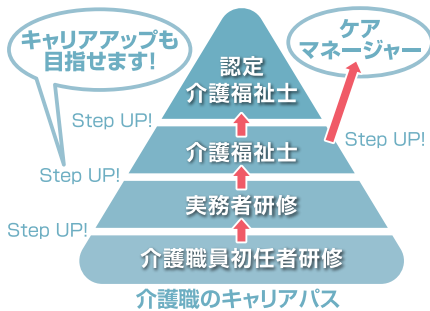 キャリアアップも
目指せます!
ケア
マネージャー
認定
介護福祉士
Step UP!
介護福祉士
Step UP!
Step UP!
実務者研修
Step UP!
介護職員初任者研修
介護職のキャリアパス